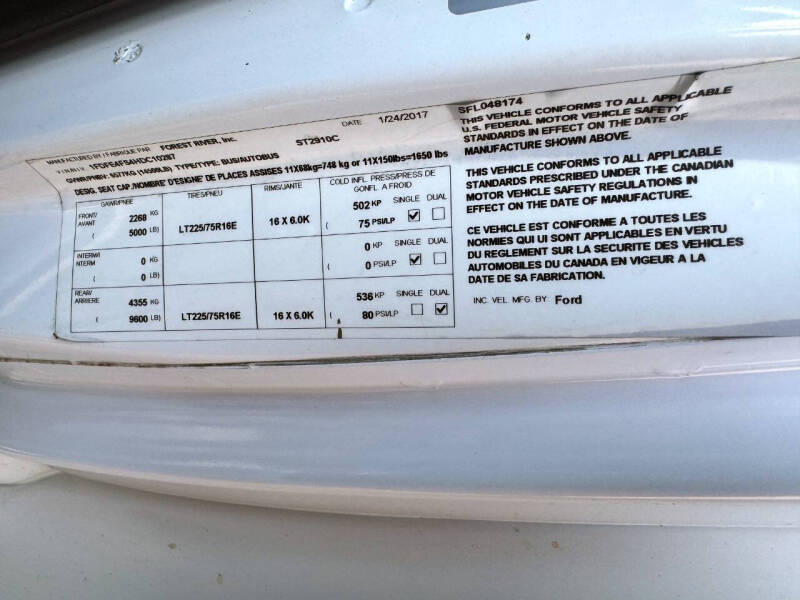 MANUFACTURED BY / FABRIQUE PAR FOREST RIVER, Inc. DATE 1/24/2017
V.I.N./N.I.V. ST2910C
TYPE/TYPE: BUS/AUTOBUS
DESIG. SEAT CAP./NOMBRE DESIGNE DE PLACES ASSISES 11X68kg=748 kg or 11X150lbs=1650 lbs
GAWR/PNBE TIRES/PNEU RIMS/JANTE COLD INFL. PRESS/PRESS DE GONFL A FROID
FRONT/ AVANT 2268 KG 502 KP SINGLE DUAL
( 5000 LB) LT225/75R16E 16 X 6.0K ( 75 PSI/LP
INTERM/ INTERM 0 KG 0 KP SINGLE DUAL
( 0 LB) ( 0 PSI/LP
REAR/ ARRIERE 4355 KG 536 KP SINGLE DUAL
( 9600 LB) LT225/75R16E 16 X 6.0K ( 80 PSI/LP
SFL048174
THIS VEHICLE CONFORMS TO ALL APPLICABLE
U.S. FEDERAL MOTOR VEHICLE SAFETY
STANDARDS IN EFFECT ON THE DATE OF
MANUFACTURE SHOWN ABOVE.
THIS VEHICLE CONFORMS TO ALL APPLICABLE
STANDARDS PRESCRIBED UNDER THE CANADIAN
MOTOR VEHICLE SAFETY REGULATIONS IN
EFFECT ON THE DATE OF MANUFACTURE.
CE VEHICLE EST CONFORME A TOUTES LES
NORMIES QUI UI SONT APPLICABLES EN VERTU
DU REGLEMENT SUR LA SECURITE DES VEHICLES
AUTOMOBILES DU CANADA EN VIGEUR A LA
DATE DE SA FABRICATION.
INC. VEL. MFG. BY Ford